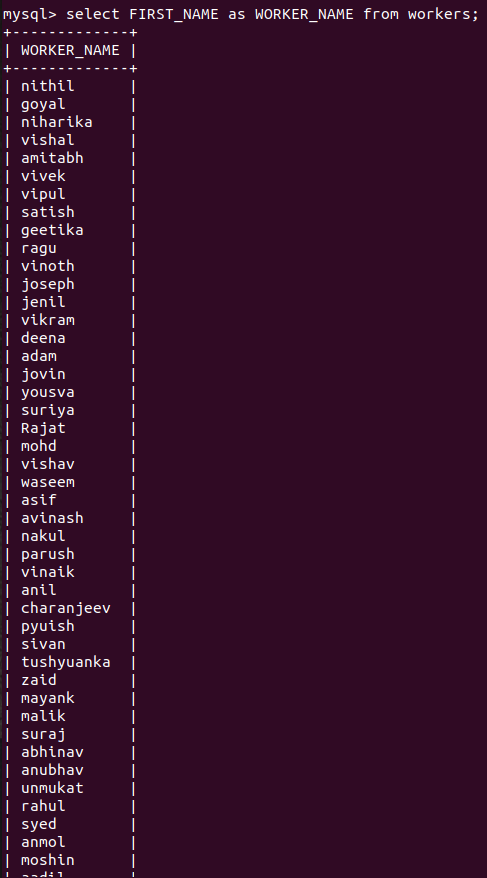 mysql> select FIRST_NAME as WORKER_NAME from workers;
+-------------+
| WORKER_NAME |
+-------------+
| nithil      |
| goyal       |
| niharika    |
| vishal      |
| amitabh     |
| vivek       |
| vipul       |
| satish      |
| geetika     |
| ragu        |
| vinoth      |
| joseph      |
| jenil       |
| vikram      |
| deena       |
| adam        |
| jovin       |
| yousva      |
| suriya      |
| Rajat       |
| mohd        |
| vishav      |
| waseem      |
| asif        |
| avinash     |
| nakul       |
| parush      |
| vinaik      |
| anil        |
| charanjeev  |
| pyuish      |
| sivan       |
| tushyuanka  |
| zaid        |
| mayank      |
| malik       |
| suraj       |
| abhinav     |
| anubhav     |
| unmukat     |
| rahul       |
| syed        |
| anmol       |
| moshin      |